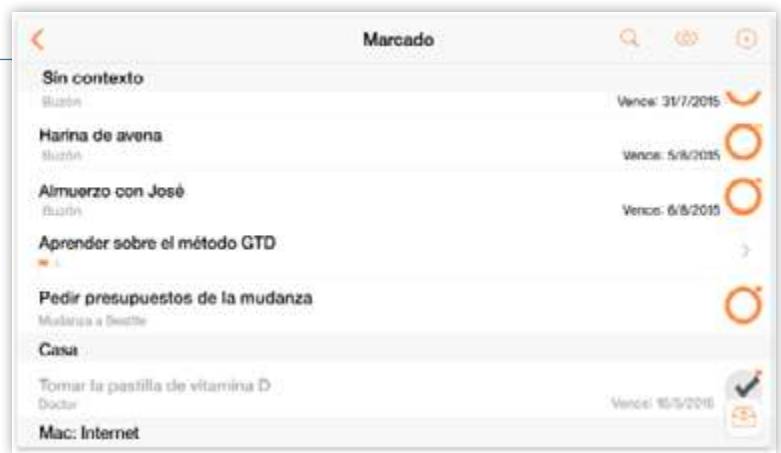 Marcado
Sin contexto
Buzón
Vence: 31/7/2015
Harina de avena
Buzón
Vence: 5/8/2015
Almuerzo con José
Buzón
Vence: 6/8/2015
Aprender sobre el método GTD
Pedir presupuestos de la mudanza
Mudanza a Seattle
Casa
Tomar la pastilla de vitamina D
Doctor
Vence:
Mac: Internet